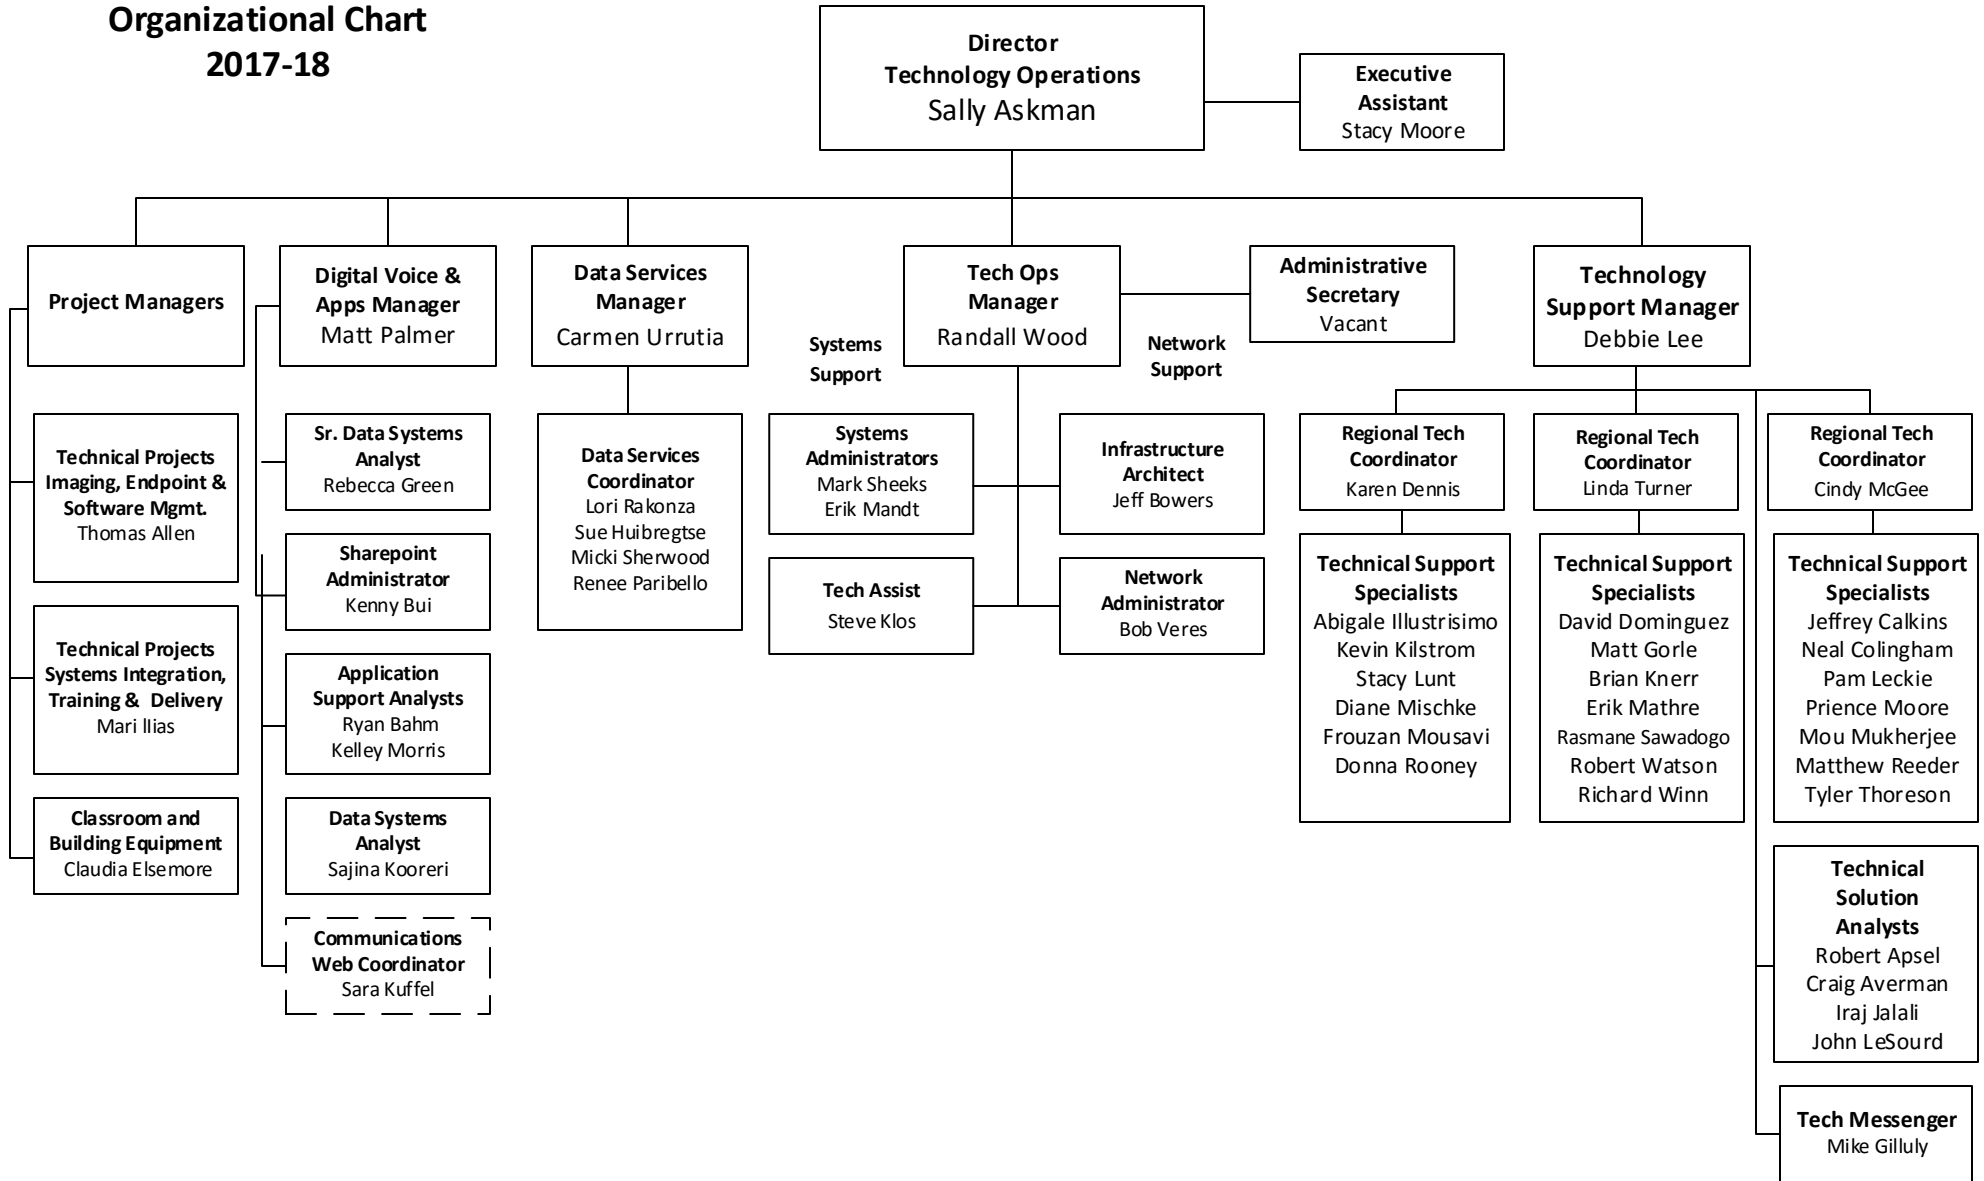 Organizational Chart
2017-18
Director
Technology Operations
Sally Askman
Executive
Assistant
Stacy Moore
Project Managers
Digital Voice &
Apps Manager
Matt Palmer
Data Services
Manager
Carmen Urrutia
Tech Ops
Manager
Randall Wood
Administrative
Secretary
Vacant
Technology
Support Manager
Debbie Lee
Systems
Support
Network
Support
Technical Projects
Imaging, Endpoint &
Software Mgmt.
Thomas Allen
Technical Projects
Systems Integration,
Training &  Delivery
Mari lIias
Classroom and
Building Equipment
Claudia Elsemore
Sr. Data Systems
Analyst
Rebecca Green
Sharepoint
Administrator
Kenny Bui
Application
Support Analysts
Ryan Bahm
Kelley Morris
Data Systems
Analyst
Sajina Kooreri
Communications
Web Coordinator
Sara Kuffel
Data Services
Coordinator
Lori Rakonza
Sue Huibregtse
Micki Sherwood
Renee Paribello
Systems
Administrators
Mark Sheeks
Erik Mandt
Tech Assist
Steve Klos
Infrastructure
Architect
Jeff Bowers
Network
Administrator
Bob Veres
Regional Tech
Coordinator
Karen Dennis
Technical Support
Specialists
Abigale Illustrisimo
Kevin Kilstrom
Stacy Lunt
Diane Mischke
Frouzan Mousavi
Donna Rooney
Regional Tech
Coordinator
Linda Turner
Technical Support
Specialists
David Dominguez
Matt Gorle
Brian Knerr
Erik Mathre
Rasmane Sawadogo
Robert Watson
Richard Winn
Regional Tech
Coordinator
Cindy McGee
Technical Support
Specialists
Jeffrey Calkins
Neal Colingham
Pam Leckie
Prience Moore
Mou Mukherjee
Matthew Reeder
Tyler Thoreson
Technical
Solution
Analysts
Robert Apsel
Craig Averman
Iraj Jalali
John LeSourd
Tech Messenger
Mike Gilluly